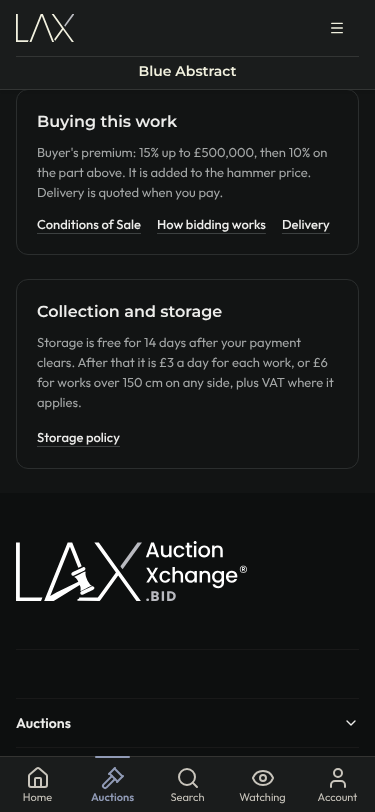 LAX
Blue Abstract
Buying this work
Buyer's premium: 15% up to £500,000, then 10% on
the part above. It is added to the hammer price.
Delivery is quoted when you pay.
Conditions of Sale How bidding works Delivery
Collection and storage
Storage is free for 14 days after your payment
clears. After that it is £3 a day for each work, or £6
for works over 150 cm on any side, plus VAT where it
applies.
Storage policy
LAX Auction
Xchange®
.BID
Auctions
Home Auctions Search Watching Account